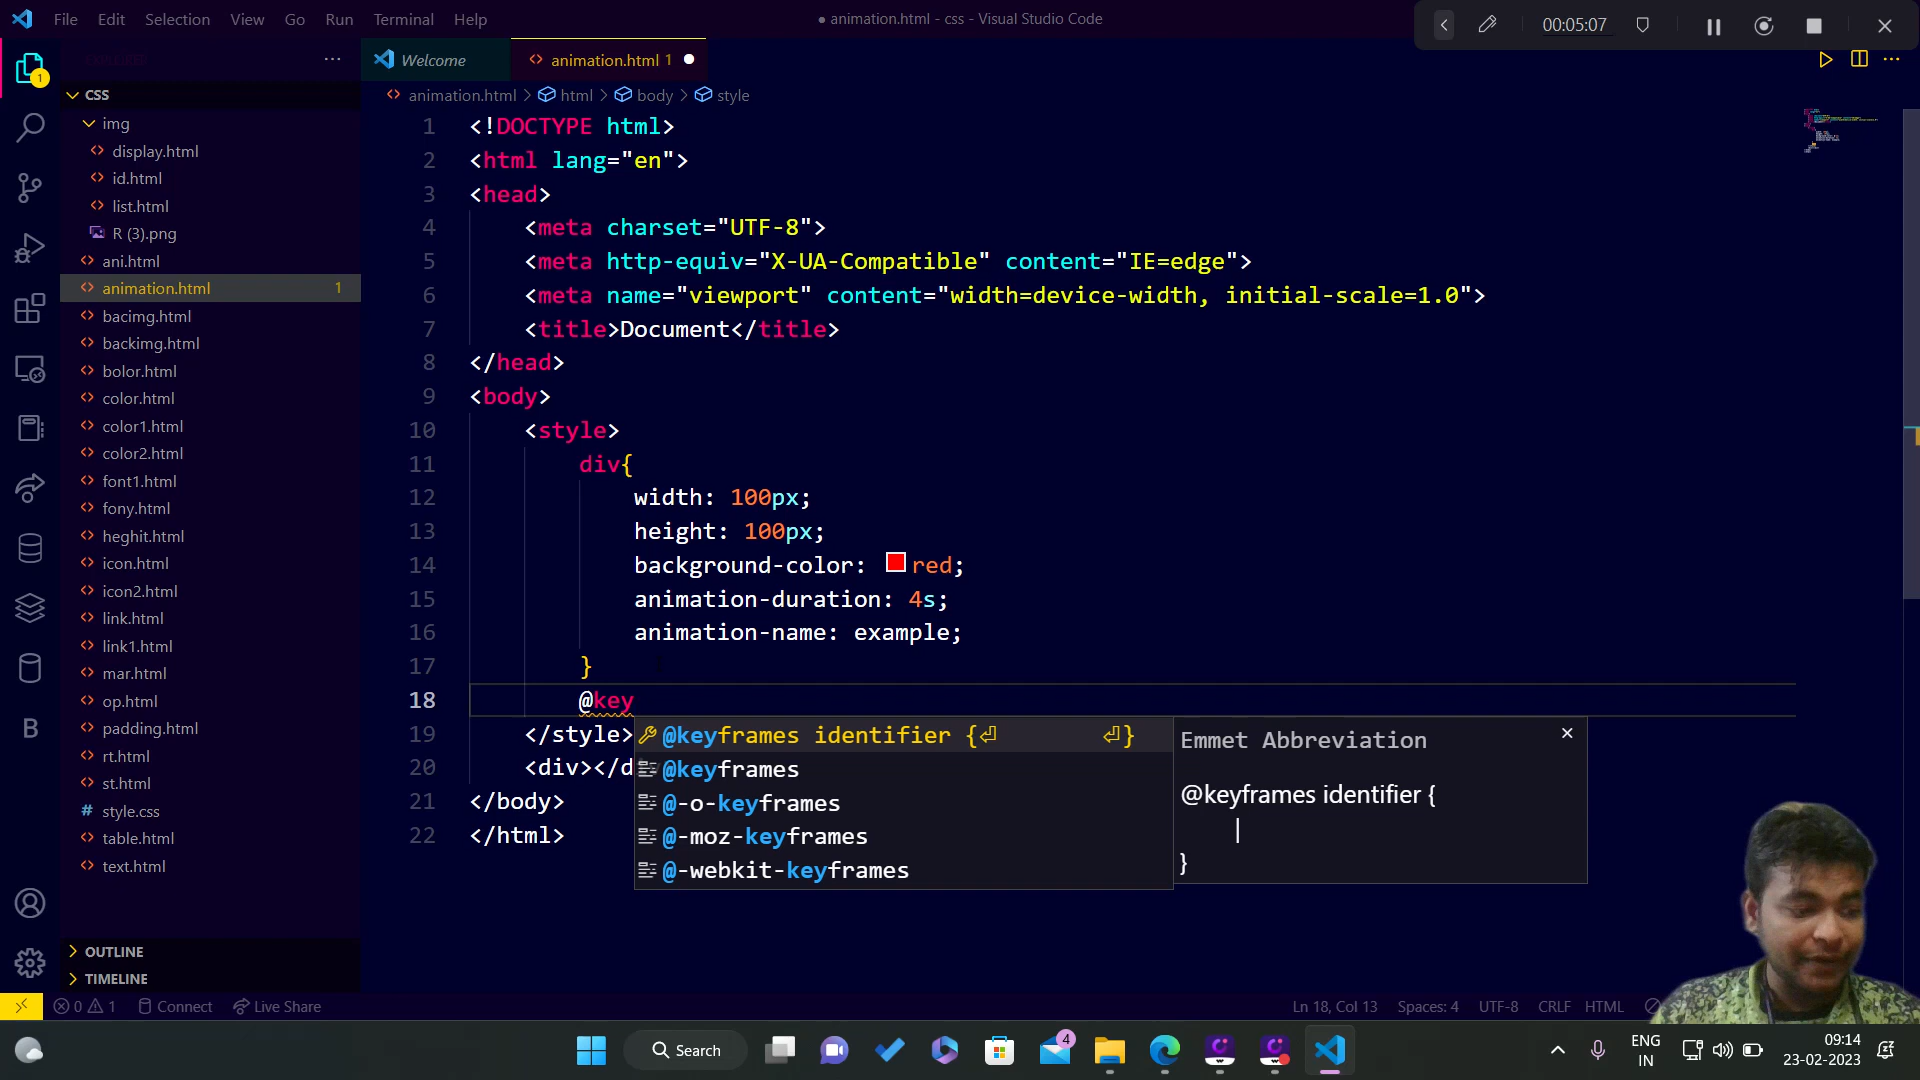 File Edit Selection View Go Run Terminal Help
● animation.html - css - Visual Studio Code
00:05:07
Welcome
animation.html 1
animation.html > html > body > style
1
CSS
img
display.html
id.html
list.html
R (3).png
ani.html
animation.html 1
bacimg.html
backimg.html
bolor.html
color.html
color1.html
color2.html
font1.html
fony.html
heghit.html
icon.html
icon2.html
link.html
link1.html
mar.html
op.html
padding.html
rt.html
st.html
style.css
table.html
text.html
OUTLINE
TIMELINE
1 <!DOCTYPE html>
2 <html lang="en">
3 <head>
4 <meta charset="UTF-8">
5 <meta http-equiv="X-UA-Compatible" content="IE=edge">
6 <meta name="viewport" content="width=device-width, initial-scale=1.0">
7 <title>Document</title>
8 </head>
9 <body>
10 <style>
11 div{
12 width: 100px;
13 height: 100px;
14 background-color: red;
15 animation-duration: 4s;
16 animation-name: example;
17 }
18 @key
19 </style>
20 <div></d
21 </body>
22 </html>
@keyframes identifier {⏎ ⏎}
@keyframes
@-o-keyframes
@-moz-keyframes
@-webkit-keyframes
Emmet Abbreviation
@keyframes identifier {
|
}
0 1 Connect Live Share
Ln 18, Col 13 Spaces: 4 UTF-8 CRLF HTML
Search
4
ENG
IN
09:14
23-02-2023